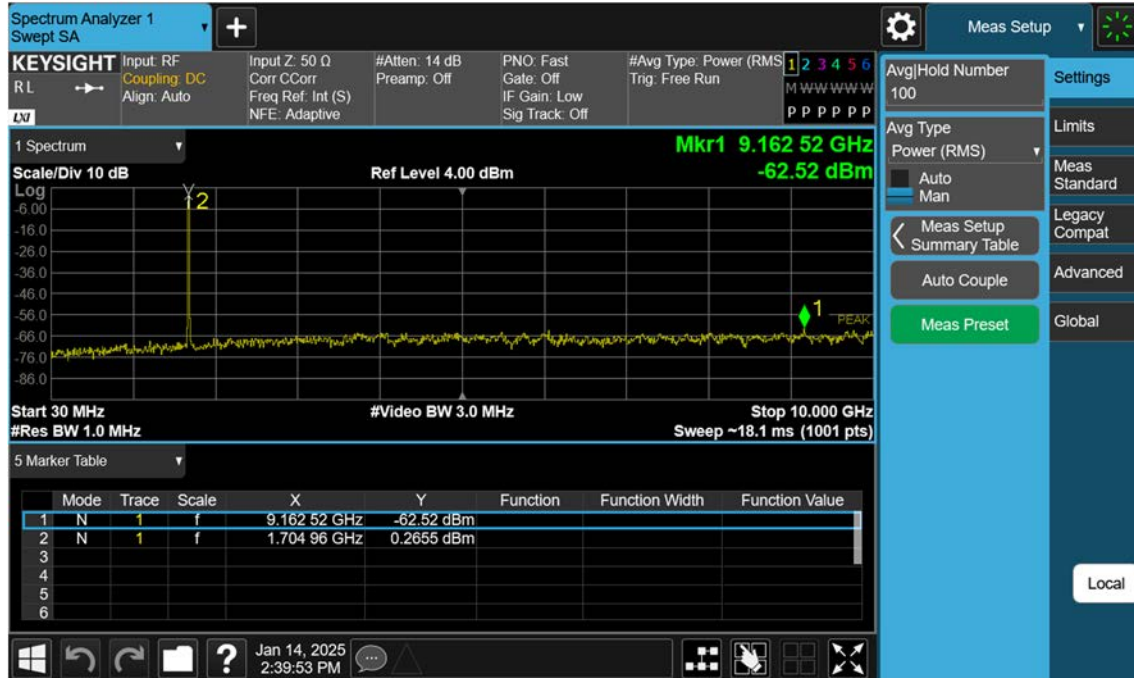 Spectrum Analyzer 1
Swept SA
+
Meas Setup
KEYSIGHT
RL
LXI
Input: RF
Coupling: DC
Align: Auto
Input Z: 50 Ω
Corr CCorr
Freq Ref: Int (S)
NFE: Adaptive
#Atten: 14 dB
Preamp: Off
PNO: Fast
Gate: Off
IF Gain: Low
Sig Track: Off
#Avg Type: Power (RMS
Trig: Free Run
1 2 3 4 5 6
M W W W W W
P P P P P P
1 Spectrum
Mkr1 9.162 52 GHz
-62.52 dBm
Scale/Div 10 dB
Ref Level 4.00 dBm
Log
-6.00
-16.0
-26.0
-36.0
-46.0
-56.0
-66.0
-76.0
-86.0
2
1
PEAK
Start 30 MHz
#Video BW 3.0 MHz
Stop 10.000 GHz
#Res BW 1.0 MHz
Sweep ~18.1 ms (1001 pts)
5 Marker Table
Mode Trace Scale X Y Function Function Width Function Value
1 N 1 f 9.162 52 GHz -62.52 dBm
2 N 1 f 1.704 96 GHz 0.2655 dBm
3
4
5
6
Avg|Hold Number
100
Avg Type
Power (RMS)
Auto
Man
Meas Setup
Summary Table
Auto Couple
Meas Preset
Settings
Limits
Meas
Standard
Legacy
Compat
Advanced
Global
Local
?
Jan 14, 2025
2:39:53 PM